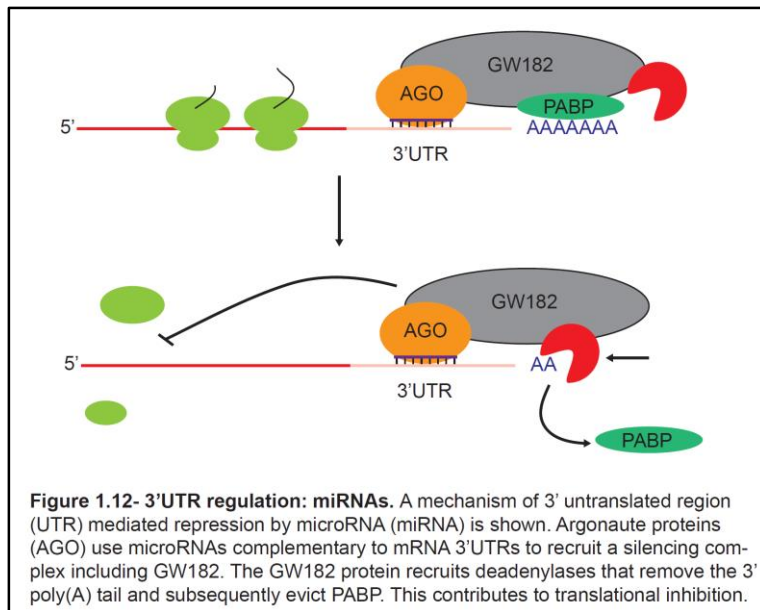 GW182
AGO
PABP
5'
AAAAAAA
3'UTR
GW182
AGO
5'
AA
3'UTR
PABP
Figure 1.12- 3'UTR regulation: miRNAs. A mechanism of 3' untranslated region
(UTR) mediated repression by microRNA (miRNA) is shown. Argonaute proteins
(AGO) use microRNAs complementary to mRNA 3'UTRs to recruit a silencing com-
plex including GW182. The GW182 protein recruits deadenylases that remove the 3'
poly(A) tail and subsequently evict PABP. This contributes to translational inhibition.